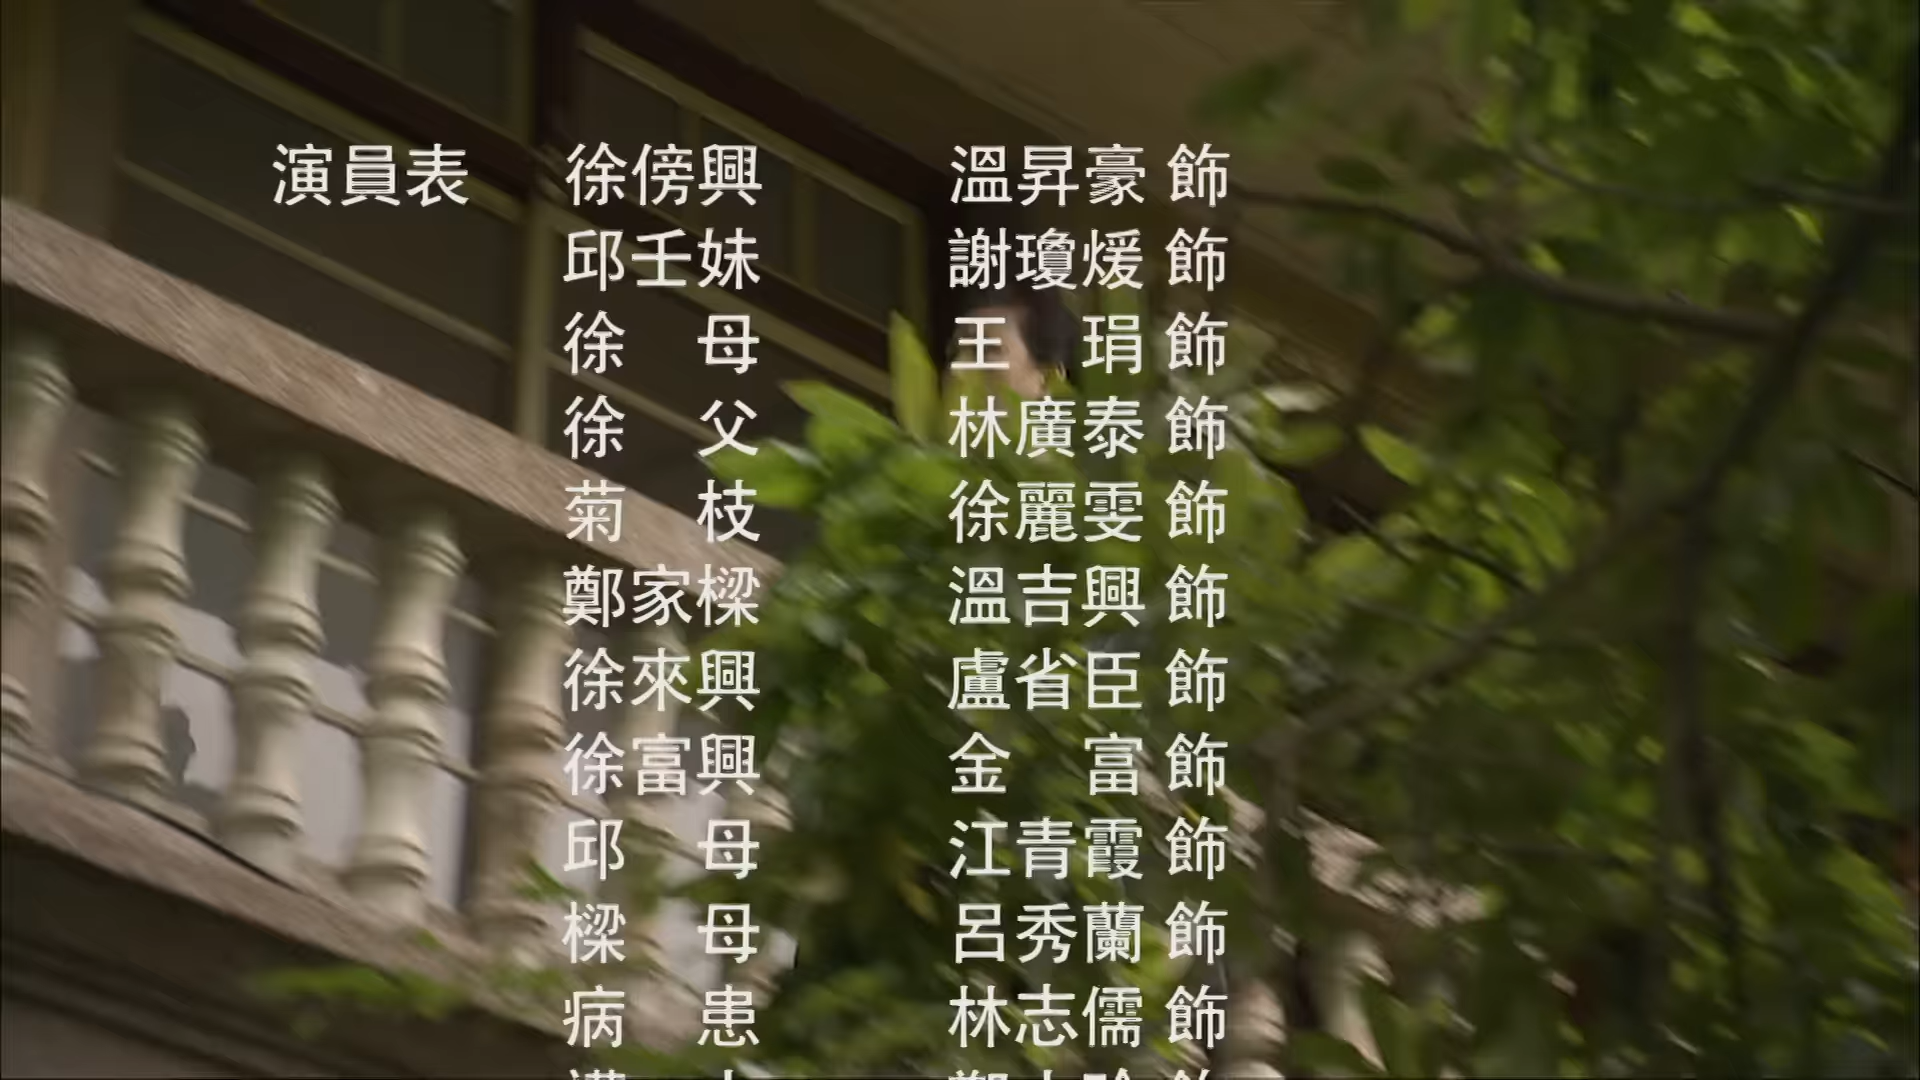 演員表 徐傍興 溫昇豪 飾
邱壬妹 謝瓊煖 飾
徐 母 王 琄 飾
徐 父 林廣泰 飾
菊 枝 徐麗雯 飾
鄭家樑 溫吉興 飾
徐來興 盧省臣 飾
徐富興 金 富 飾
邱 母 江青霞 飾
樑 母 呂秀蘭 飾
病 患 林志儒 飾